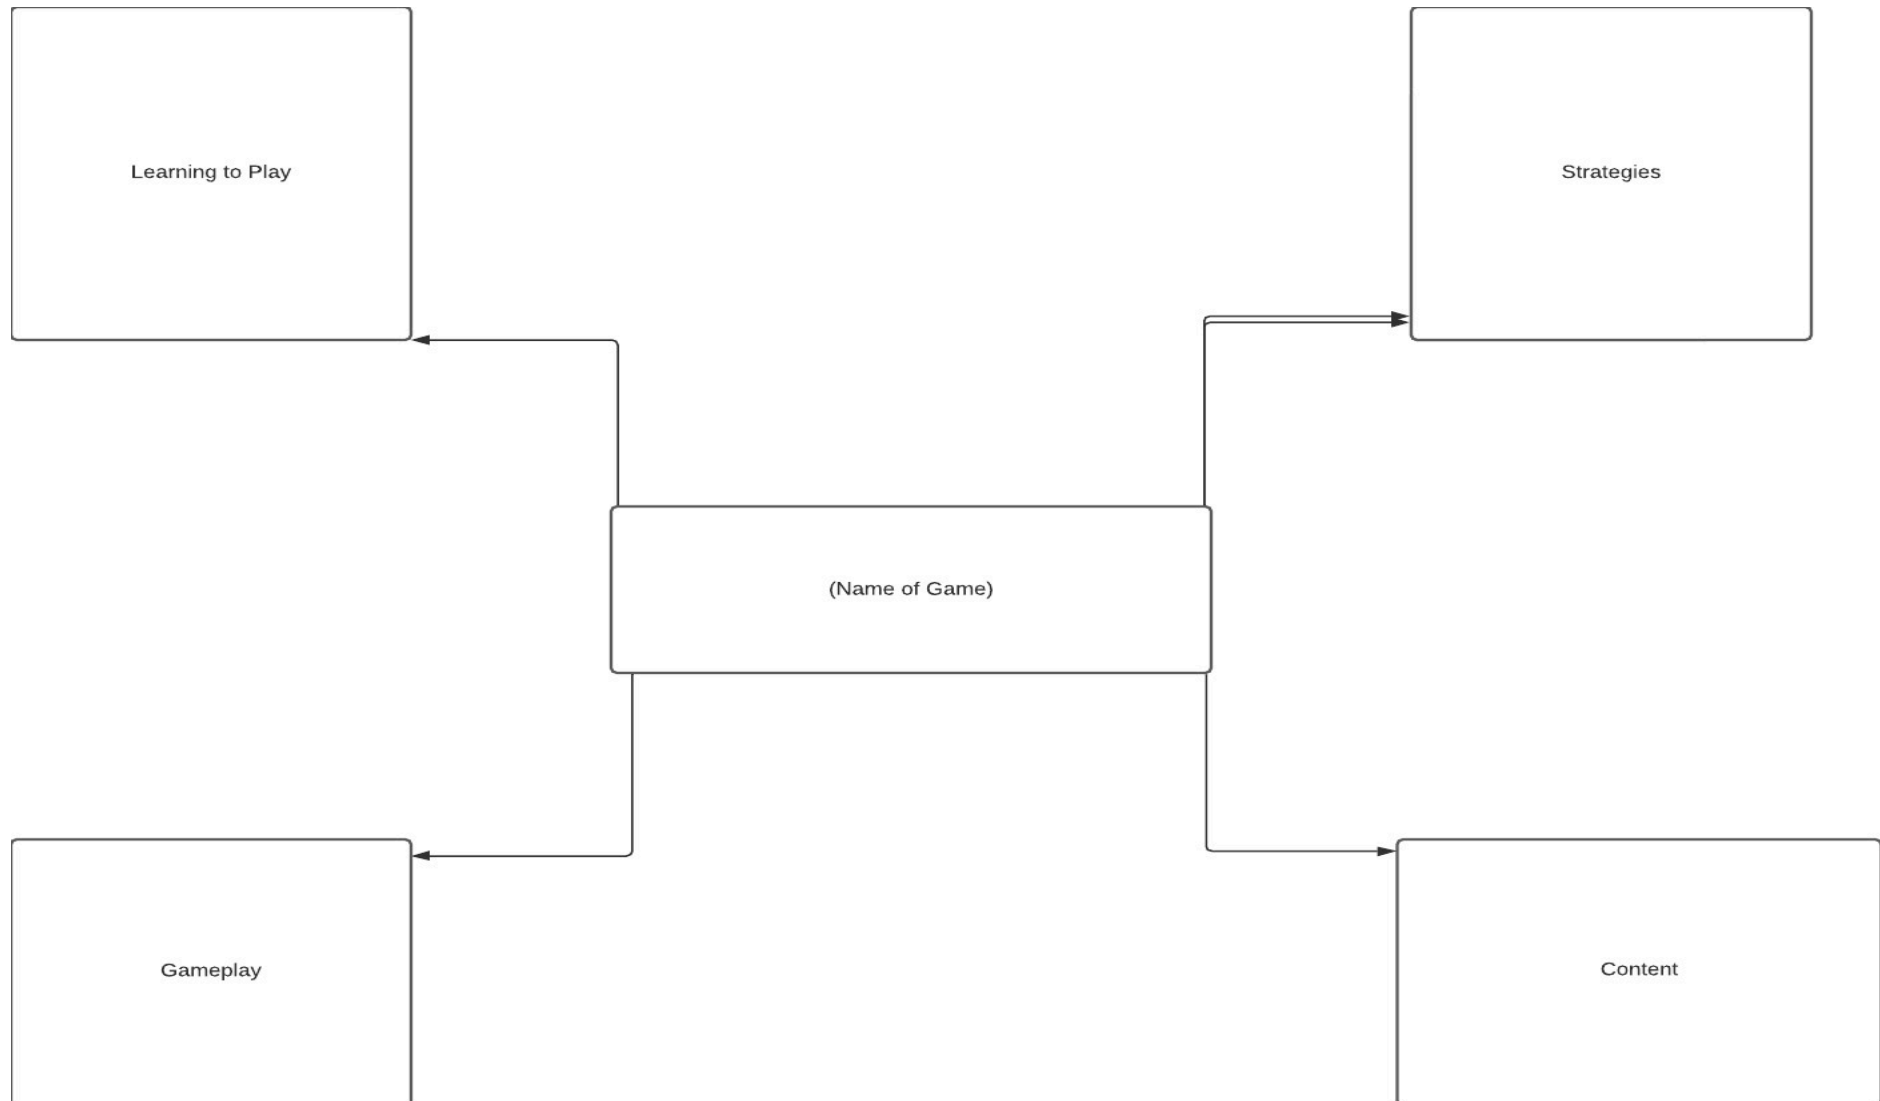 Learning to Play
Strategies
(Name of Game)
Gameplay
Content